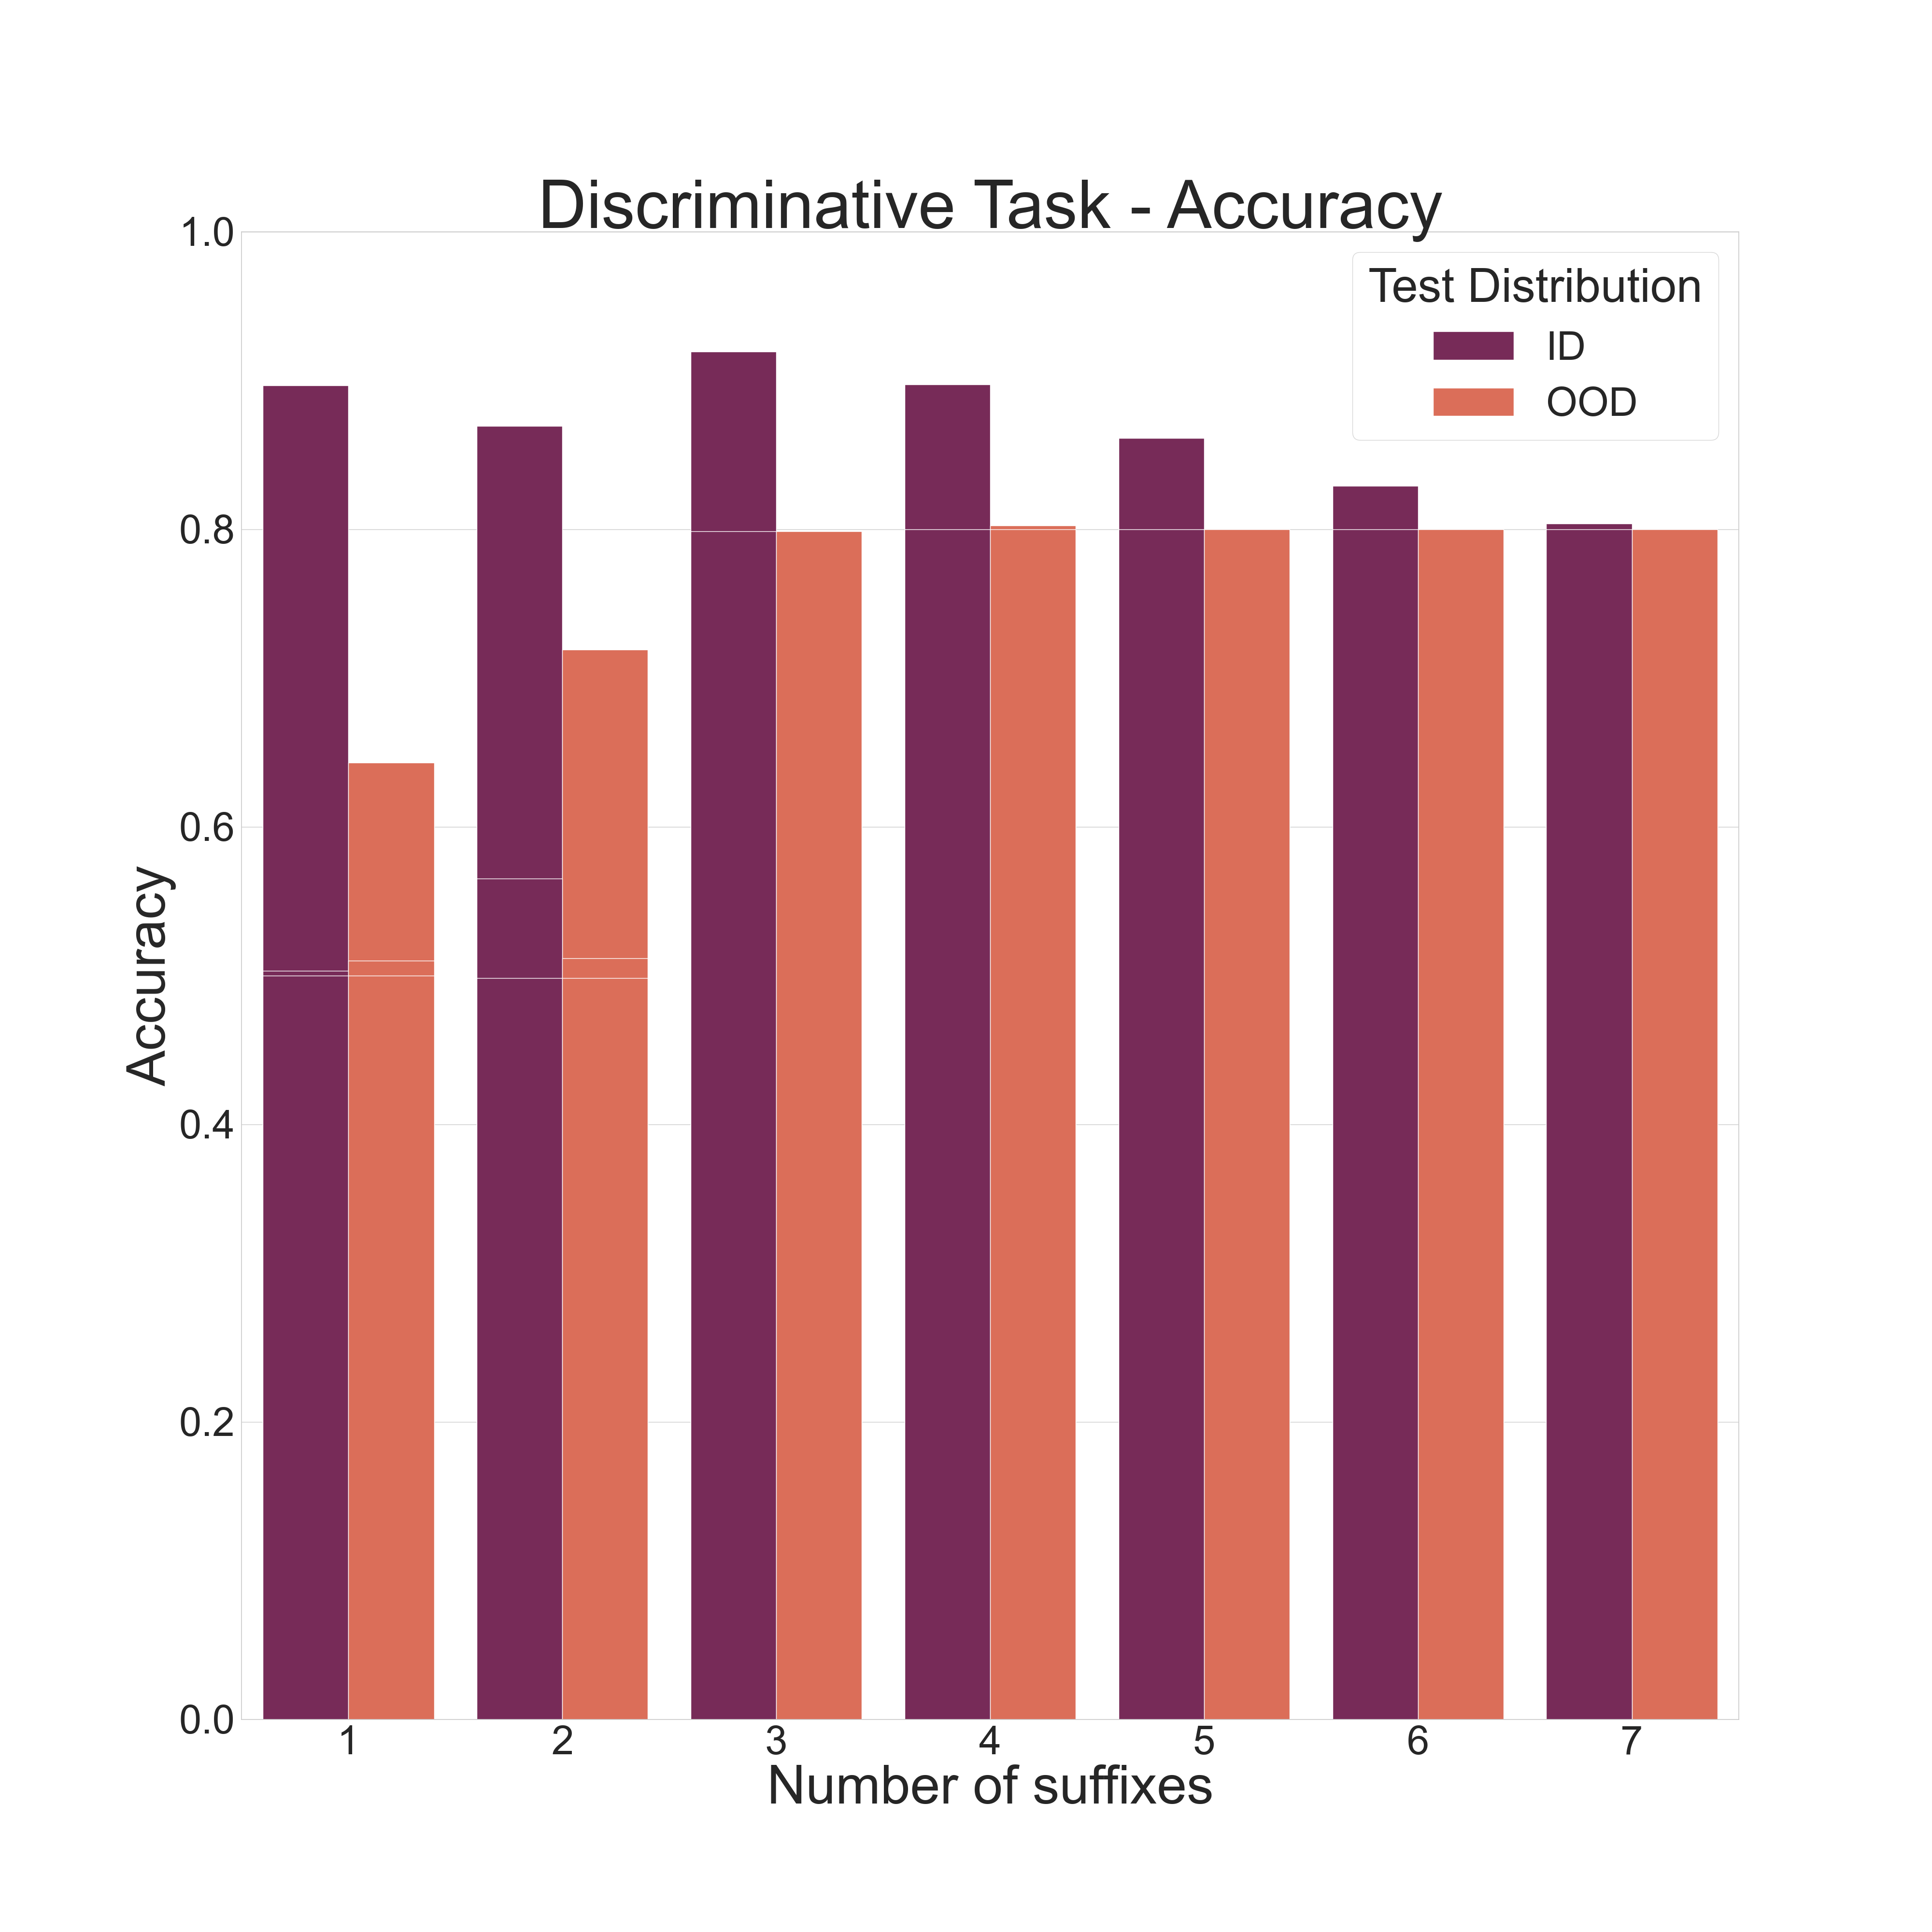 Discriminative Task - Accuracy
1.0
Test Distribution
ID
OOD
0.8
0.6
Accuracy
0.4
0.2
0.0
1 2 3 4 5 6 7
Number of suffixes